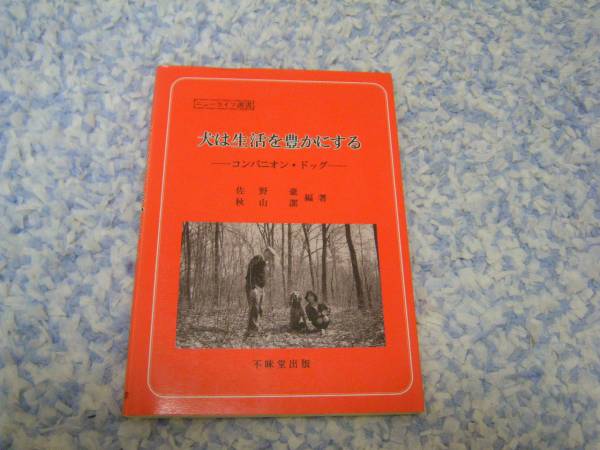 ニューライフ選書
犬は生活を豊かにする
—コンパニオン・ドッグ—
佐野豪
秋山潔
編著
不昧堂出版